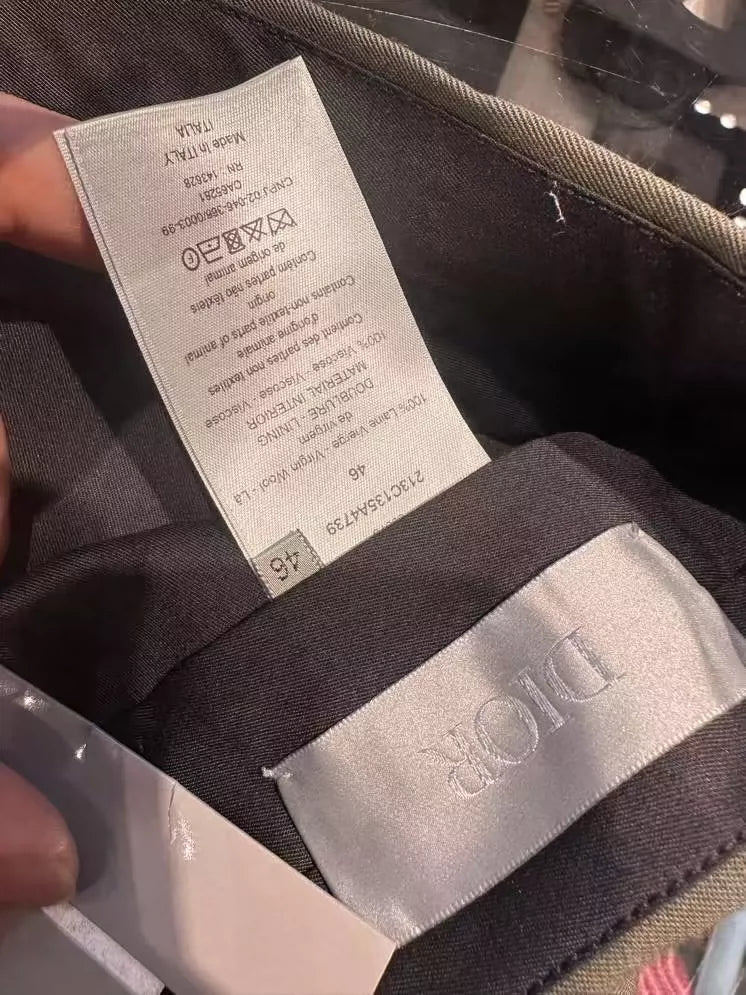 213C135A4739
46
100% Laine Vierge - Virgin Wool - Lã
de virgem
DOUBLURE - LINING
MATERIAL INTERIOR
100% Viscose - Viscose - Viscose
Contient des parties non textiles
d'origine animale
Contains non-textile parts of animal
origin
Contém partes não têxteis
de origem animal
CNPJ 02-046-366/0003-99
CA65261
RN 143628
Made in ITALY
ITALIA
46
DIOR